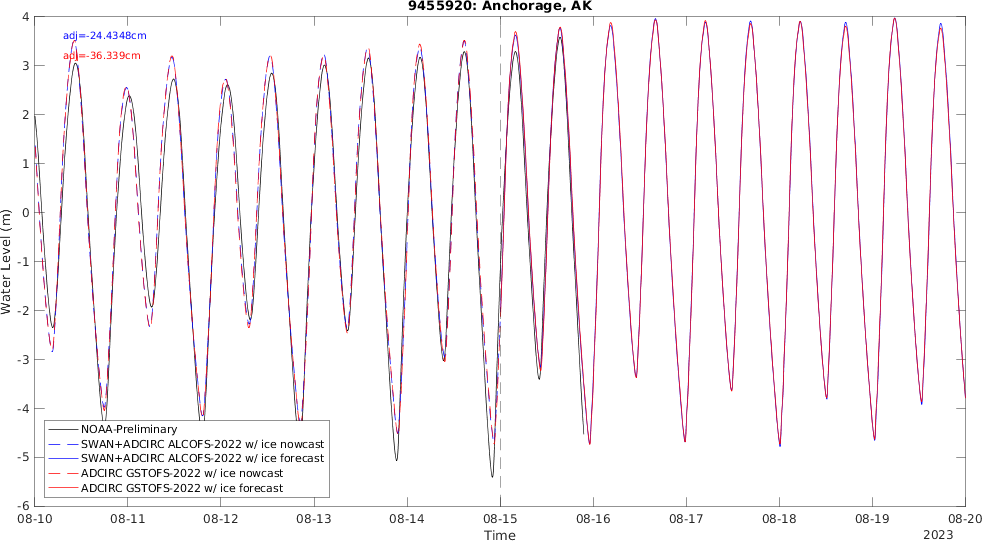 9455920: Anchorage, AK
adj=-24.4348cm
adj=-36.339cm
Water Level (m)
4
3
2
1
0
-1
-2
-3
-4
-5
-6
NOAA-Preliminary
SWAN+ADCIRC ALCOFS-2022 w/ ice nowcast
SWAN+ADCIRC ALCOFS-2022 w/ ice forecast
ADCIRC GSTOFS-2022 w/ ice nowcast
ADCIRC GSTOFS-2022 w/ ice forecast
08-10 08-11 08-12 08-13 08-14 08-15 08-16 08-17 08-18 08-19 08-20
Time
2023